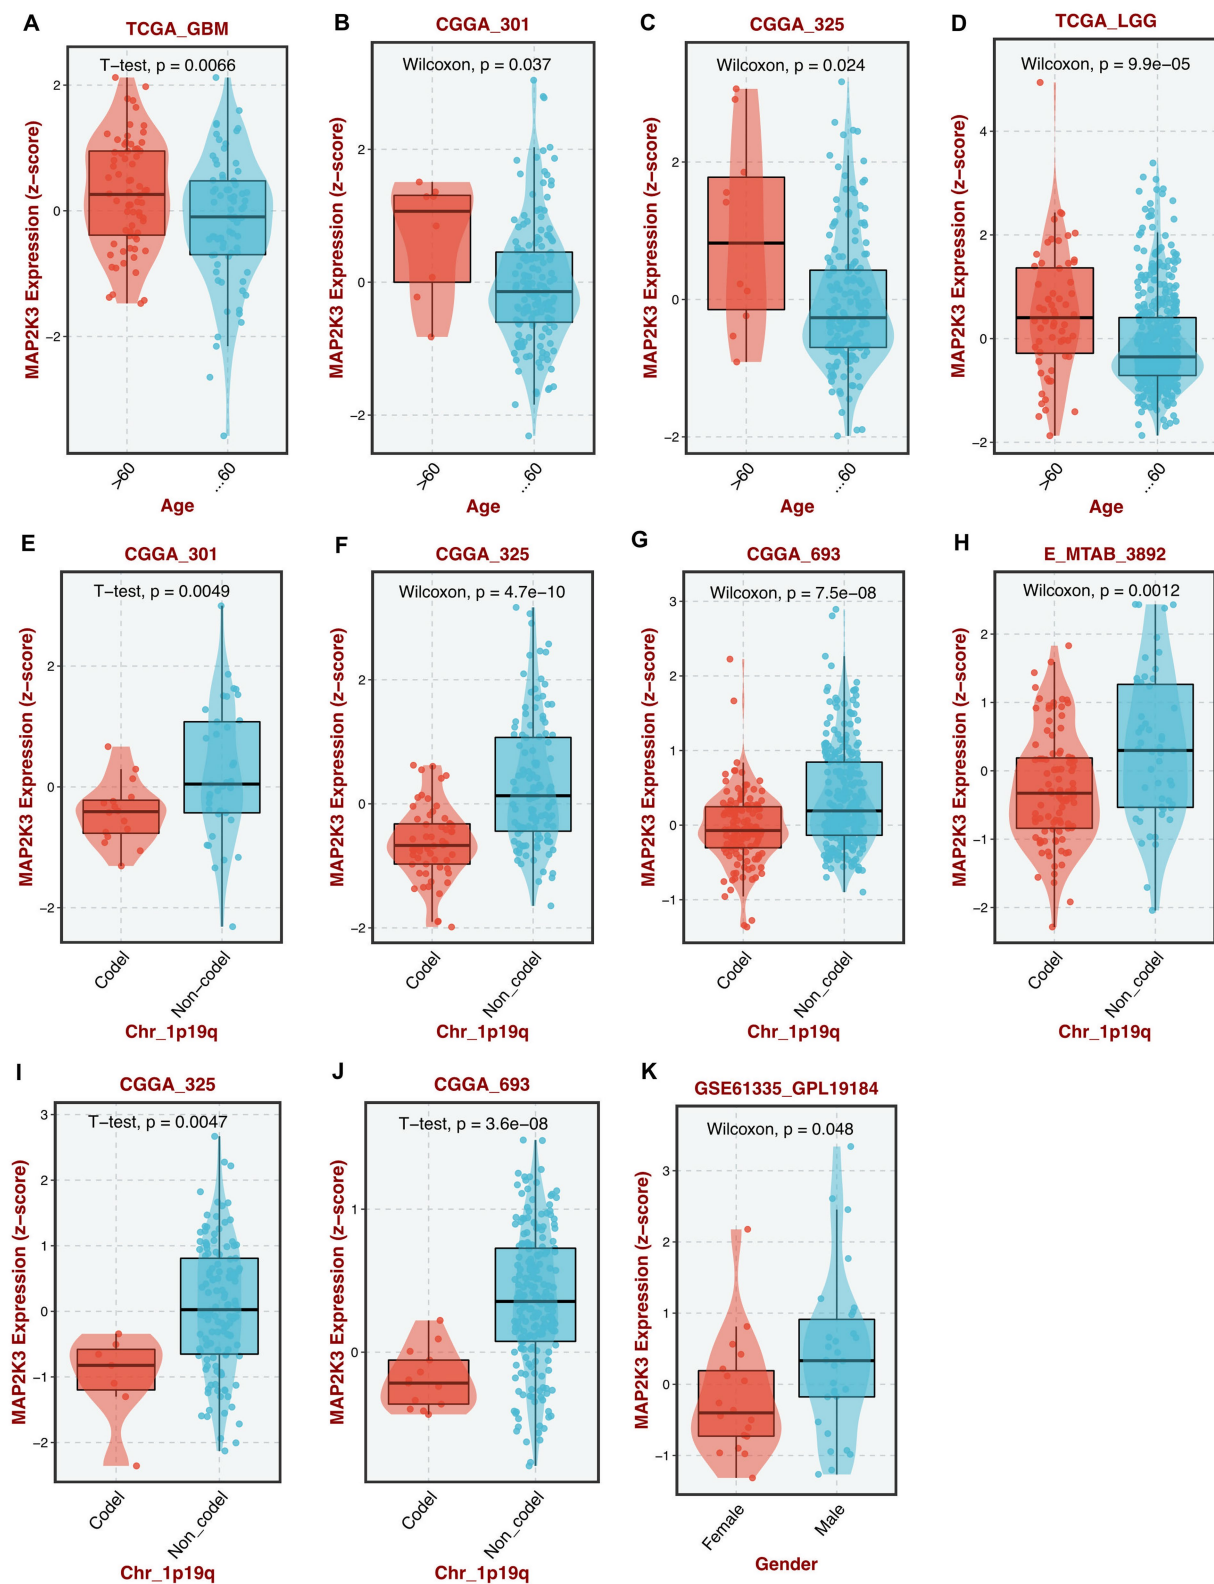 A
TCGA_GBM
T−test, p = 0.0066
MAP2K3 Expression (z−score)
2
0
−2
>60
...60
Age
B
CGGA_301
Wilcoxon, p = 0.037
MAP2K3 Expression (z−score)
2
0
−2
>60
...60
Age
C
CGGA_325
Wilcoxon, p = 0.024
MAP2K3 Expression (z−score)
2
0
−2
>60
...60
Age
D
TCGA_LGG
Wilcoxon, p = 9.9e−05
MAP2K3 Expression (z−score)
4
2
0
−2
>60
...60
Age
E
CGGA_301
T−test, p = 0.0049
MAP2K3 Expression (z−score)
2
0
−2
Codel
Non−codel
Chr_1p19q
F
CGGA_325
Wilcoxon, p = 4.7e−10
MAP2K3 Expression (z−score)
2
0
−2
Codel
Non_codel
Chr_1p19q
G
CGGA_693
Wilcoxon, p = 7.5e−08
MAP2K3 Expression (z−score)
3
2
1
0
−1
Codel
Non_codel
Chr_1p19q
H
E_MTAB_3892
Wilcoxon, p = 0.0012
MAP2K3 Expression (z−score)
2
1
0
−1
−2
Codel
Non_codel
Chr_1p19q
I
CGGA_325
T−test, p = 0.0047
MAP2K3 Expression (z−score)
3
2
1
0
−1
−2
Codel
Non_codel
Chr_1p19q
J
CGGA_693
T−test, p = 3.6e−08
MAP2K3 Expression (z−score)
1
0
Codel
Non_codel
Chr_1p19q
K
GSE61335_GPL19184
Wilcoxon, p = 0.048
MAP2K3 Expression (z−score)
3
2
1
0
−1
Female
Male
Gender